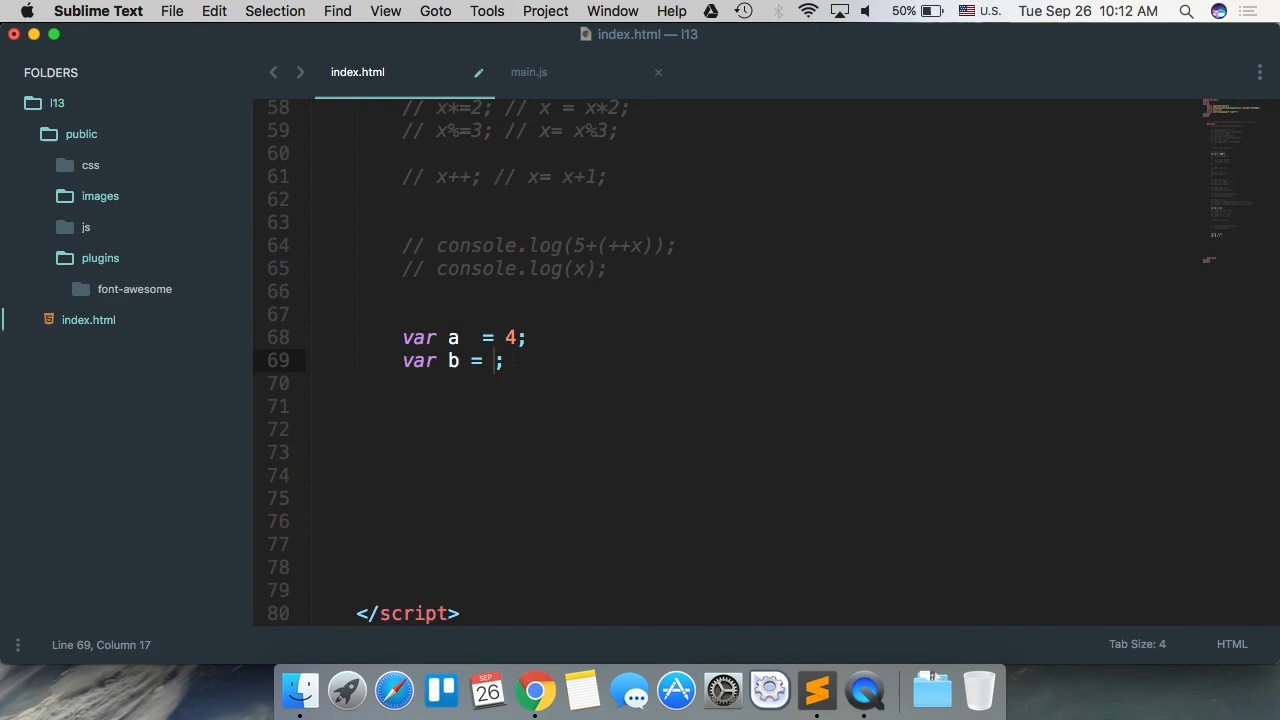 Sublime Text File Edit Selection Find View Goto Tools Project Window Help 50% U.S. Tue Sep 26 10:12 AM
index.html — l13
FOLDERS
l13
public
css
images
js
plugins
font-awesome
index.html
index.html main.js
58 // x*=2; // x = x*2;
59 // x%=3; // x= x%3;
60
61 // x++; // x= x+1;
62
63
64 // console.log(5+(++x));
65 // console.log(x);
66
67
68 var a  = 4;
69 var b = ;
70
71
72
73
74
75
76
77
78
79
80 </script>
Line 69, Column 17 Tab Size: 4 HTML
SEP
26